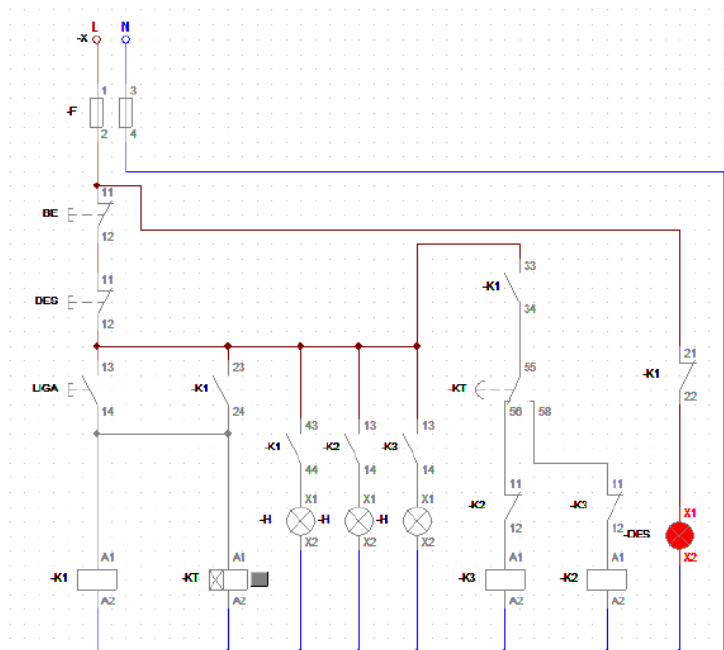 L N
-X
1 3
-F
2 4
11
BE
12
33
11
-K1
DES
34
12
21
13 23 55
-K1
LIGA -K1 -KT
22
14 24 56 58
43 13 13
-K1 -K2 -K3
44 14 14
11 11
-K2 -K3
X1 X1 X1
12 12
X1
-H -H -H
-DES
X2 X2 X2
X2
A1 A1 A1 A1
-K1 -KT -K3 -K2
A2 A2 A2 A2